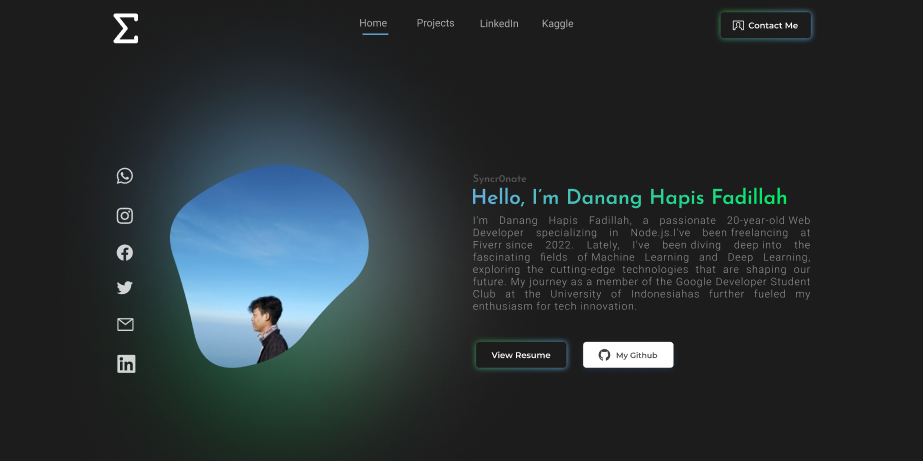 Σ
Home Projects LinkedIn Kaggle Contact Me
Syncr0nate
Hello, I'm Danang Hapis Fadillah
I'm Danang Hapis Fadillah, a passionate 20-year-old Web
Developer specializing in Node.js.I've been freelancing at
Fiverr since 2022. Lately, I've been diving deep into the
fascinating fields of Machine Learning and Deep Learning,
exploring the cutting-edge technologies that are shaping our
future. My journey as a member of the Google Developer Student
Club at the University of Indonesiahas further fueled my
enthusiasm for tech innovation.
View Resume My Github